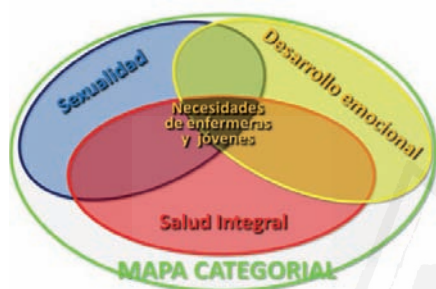 Sexualidad
Desarrollo emocional
Necesidades
de enfermeras
y jóvenes
Salud Integral
MAPA CATEGORIAL